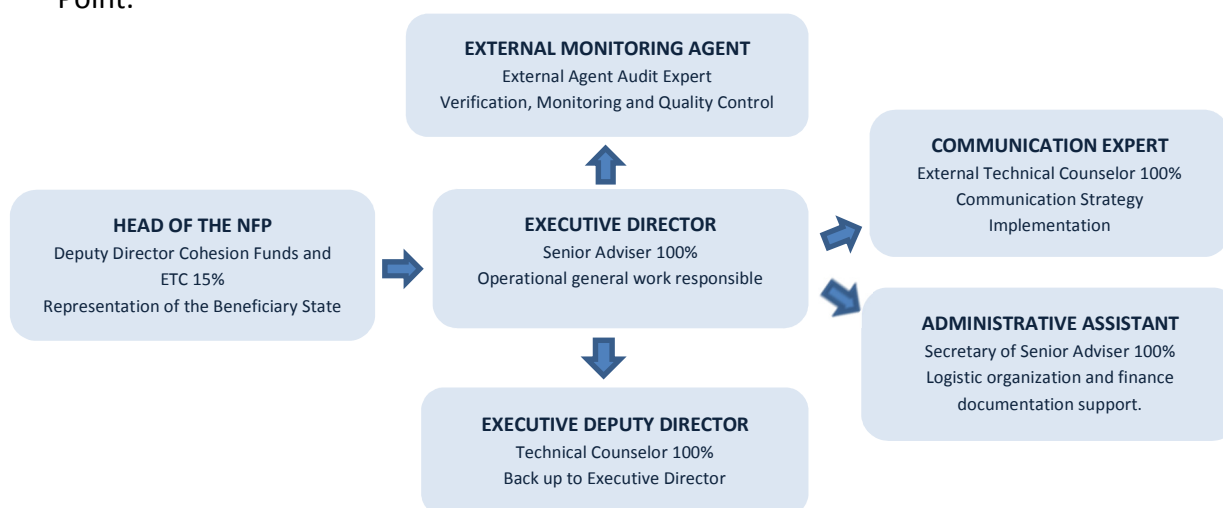 Point:
EXTERNAL MONITORING AGENT
External Agent Audit Expert
Verification, Monitoring and Quality Control
COMMUNICATION EXPERT
External Technical Counselor 100%
Communication Strategy
Implementation
HEAD OF THE NFP
Deputy Director Cohesion Funds and
ETC 15%
Representation of the Beneficiary State
EXECUTIVE DIRECTOR
Senior Adviser 100%
Operational general work responsible
ADMINISTRATIVE ASSISTANT
Secretary of Senior Adviser 100%
Logistic organization and finance
documentation support.
EXECUTIVE DEPUTY DIRECTOR
Technical Counselor 100%
Back up to Executive Director